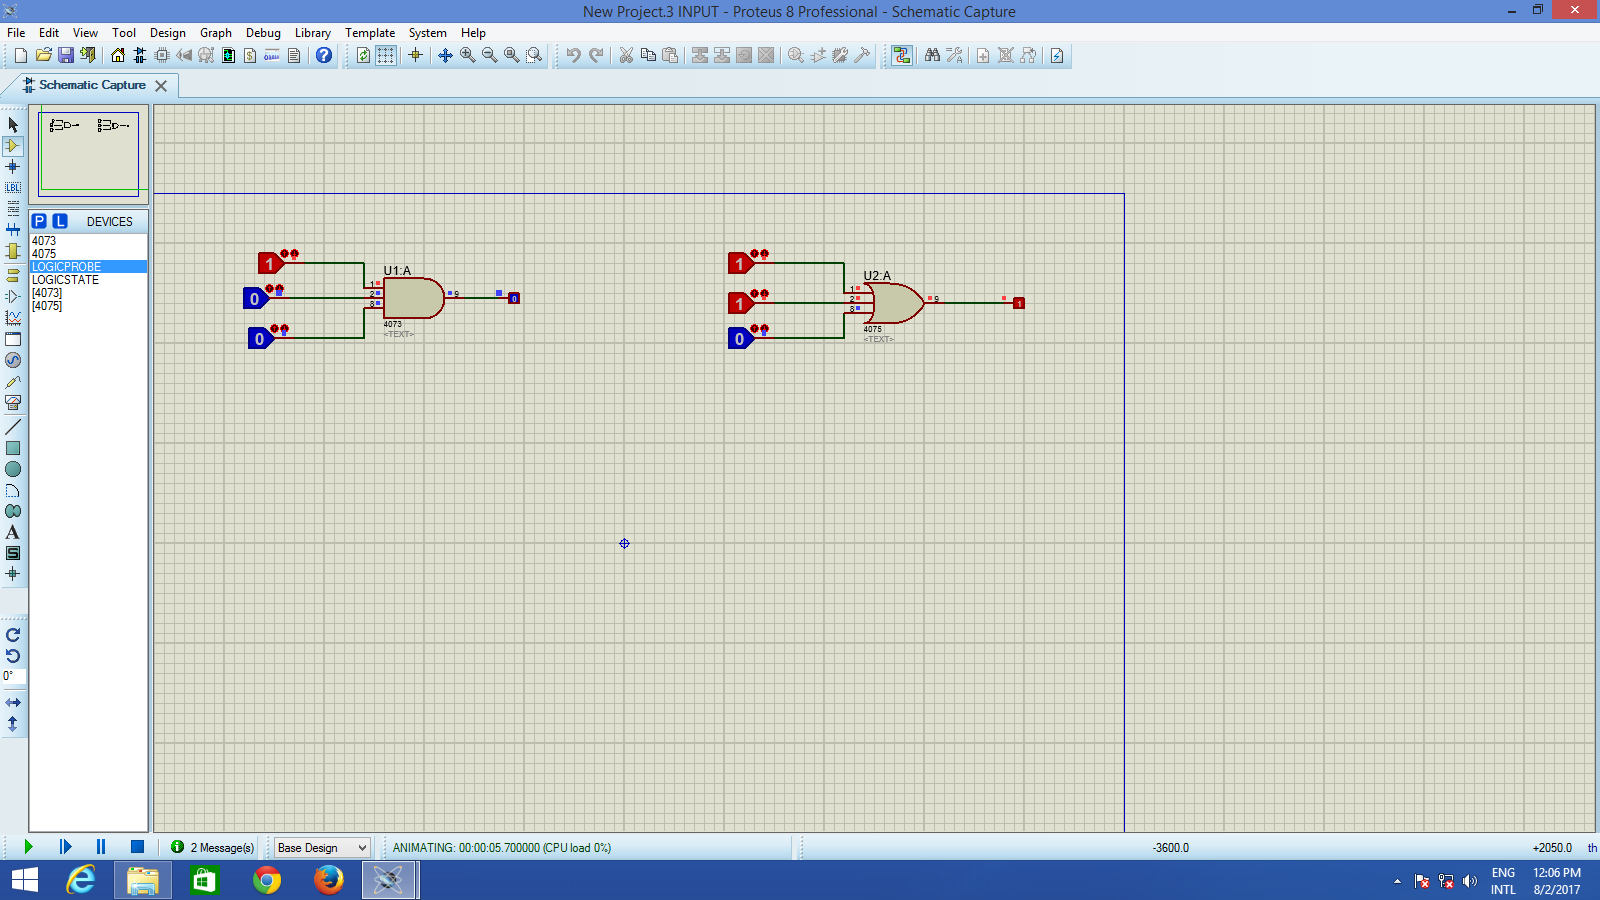 New Project.3 INPUT - Proteus 8 Professional - Schematic Capture
File Edit View Tool Design Graph Debug Library Template System Help
Schematic Capture
P L DEVICES
4073
4075
LOGICPROBE
LOGICSTATE
[4073]
[4075]
LBL
A
S
0°
1
0
0
U1:A
1
2
8
9
0
4073
<TEXT>
1
1
0
U2:A
1
2
8
9
1
4075
<TEXT>
2 Message(s) Base Design ANIMATING: 00:00:05.700000 (CPU load 0%) -3600.0 +2050.0 th
ENG 12:06 PM
INTL 8/2/2017